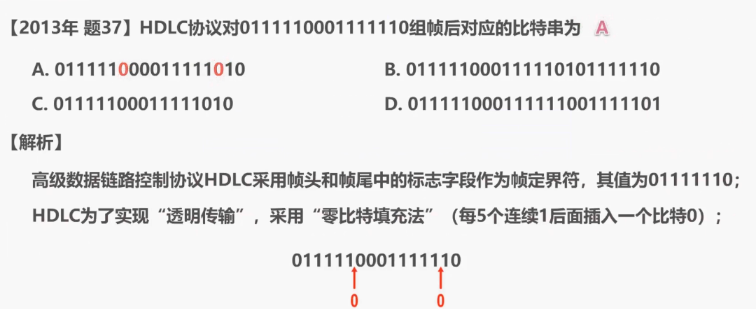 【2013年 题37】HDLC协议对0111110001111110组帧后对应的比特串为 A
A. 011111000011111010 B. 011111000111110101111110
C. 01111100011111010 D. 011111000111111001111101
【解析】
高级数据链路控制协议HDLC采用帧头和帧尾中的标志字段作为帧定界符，其值为01111110；
HDLC为了实现“透明传输”，采用“零比特填充法”（每5个连续1后面插入一个比特0）；
0111110001111110
0 0